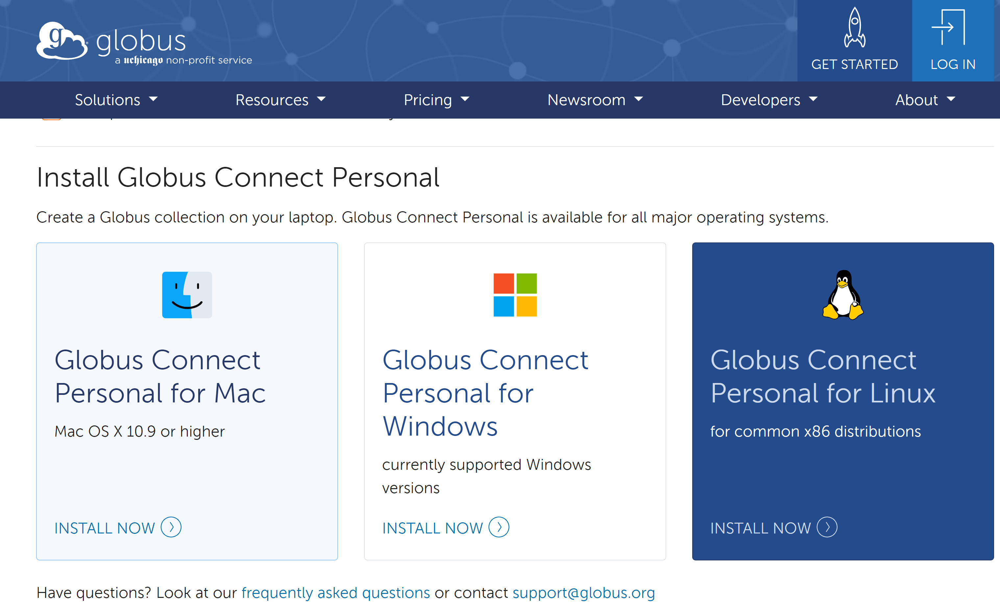 globus
a uchicago non-profit service
GET STARTED
LOG IN
Solutions
Resources
Pricing
Newsroom
Developers
About
Install Globus Connect Personal
Create a Globus collection on your laptop. Globus Connect Personal is available for all major operating systems.
Globus Connect
Personal for Mac
Mac OS X 10.9 or higher
INSTALL NOW
Globus Connect
Personal for
Windows
currently supported Windows
versions
INSTALL NOW
Globus Connect
Personal for Linux
for common x86 distributions
INSTALL NOW
Have questions? Look at our frequently asked questions or contact support@globus.org